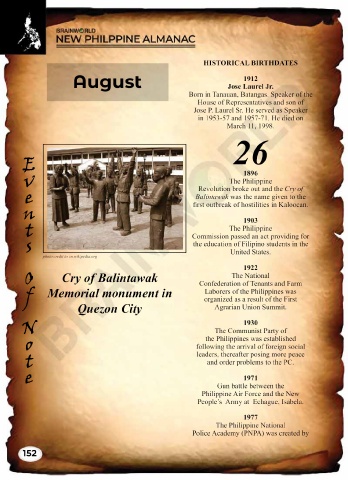 BRAINWORLD
NEW PHILPPINE ALMANAC
August
Events Of Note
photo credit to: en.wikipedia.org
Cry of Balintawak
Memorial monument in
Quezon City
HISTORICAL BIRTHDATES
1912
Jose Laurel Jr.
Born in Tanauan, Batangas. Speaker of the
House of Representatives and son of
Jose P. Laurel Sr. He served as Speaker
in 1953-57 and 1957-71. He died on
March 11, 1998.
26
1896
The Philippine
Revolution broke out and the Cry of
Balintawak was the name given to the
first outbreak of hostilities in Kaloocan.
1903
The Philippine
Commission passed an act providing for
the education of Filipino students in the
United States.
1922
The National
Confederation of Tenants and Farm
Laborers of the Philippines was
organized as a result of the First
Agrarian Union Summit.
1930
The Communist Party of
the Philippines was established
following the arrival of foreign social
leaders, thereafter posing more peace
and order problems to the PC.
1971
Gun battle between the
Philippine Air Force and the New
People's Army at Echague, Isabela.
1977
The Philippine National
Police Academy (PNPA) was created by
152